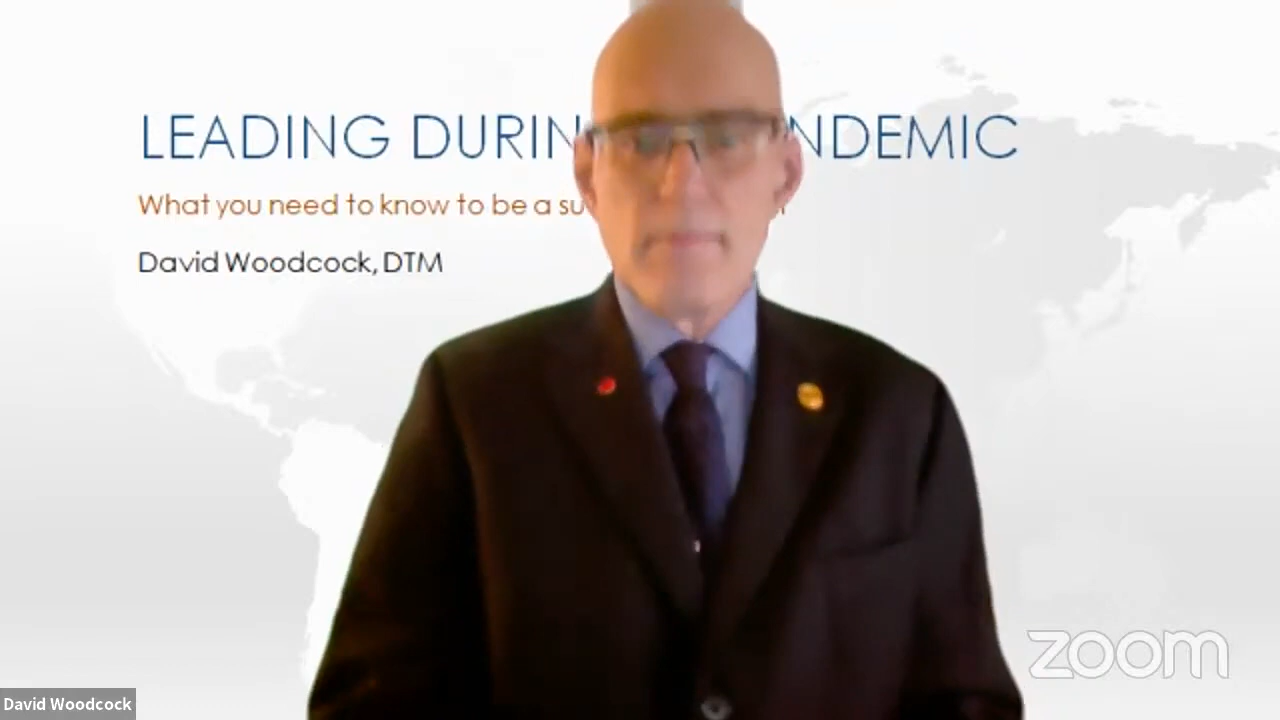 LEADING DURIN NDEMIC
What you need to know to be a su
David Woodcock, DTM
zoom
David Woodcock